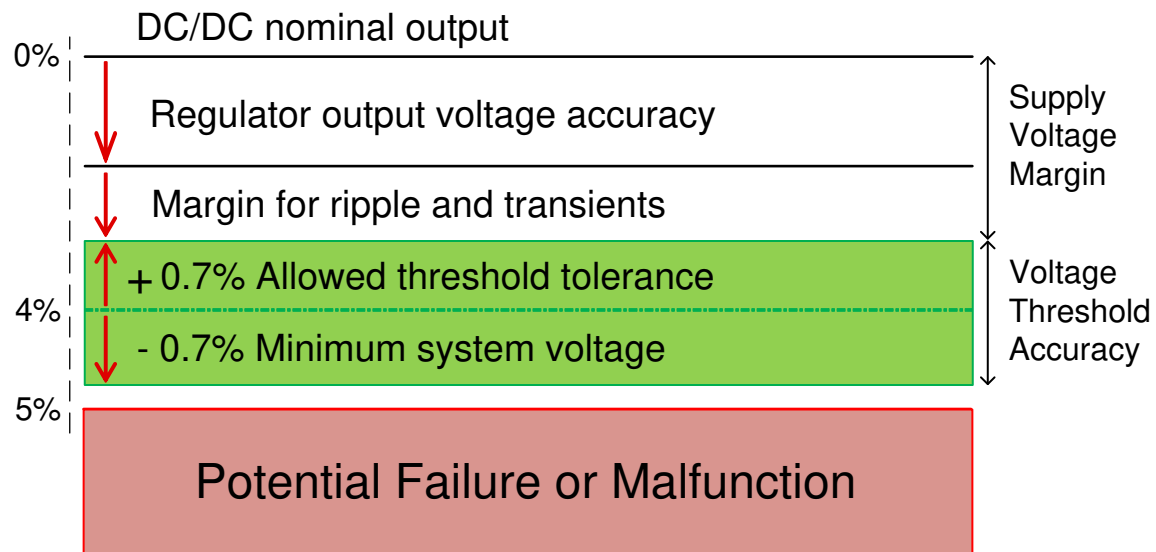 DC/DC nominal output
0%
Regulator output voltage accuracy
Supply
Voltage
Margin
Margin for ripple and transients
+ 0.7% Allowed threshold tolerance
4%
- 0.7% Minimum system voltage
Voltage
Threshold
Accuracy
5%
Potential Failure or Malfunction